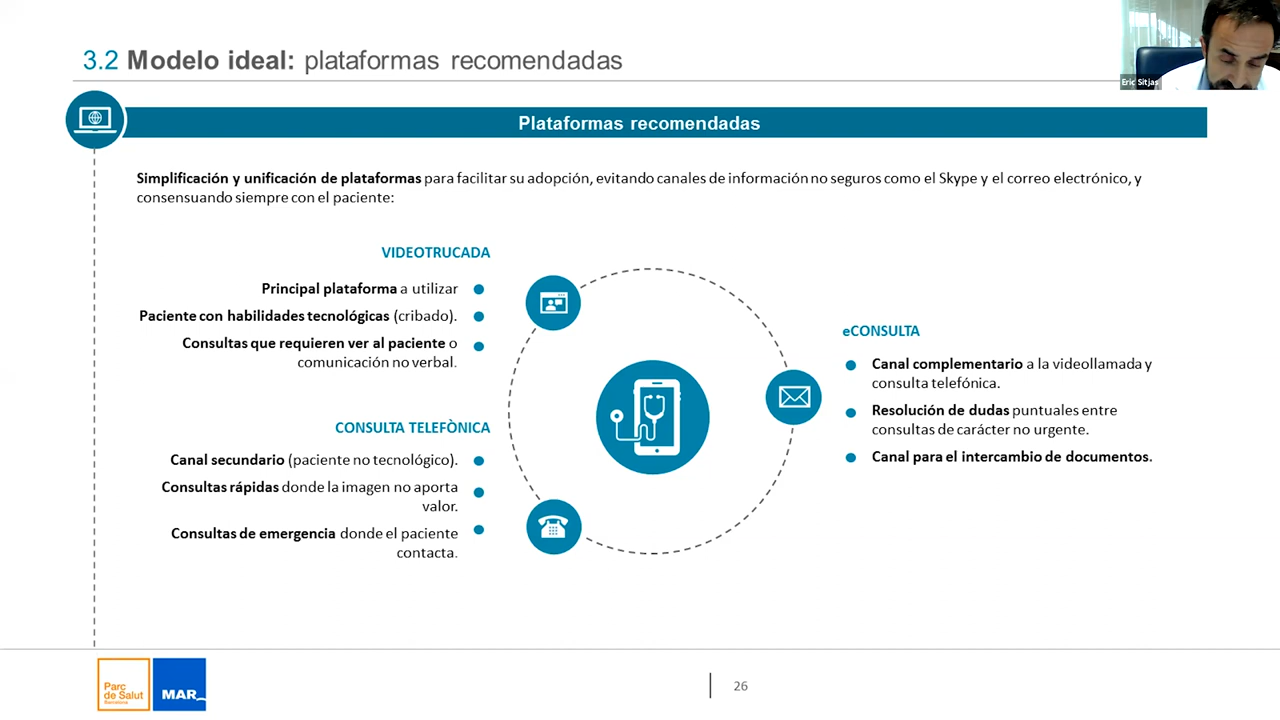 3.2 Modelo ideal: plataformas recomendadas
Eric Sitjas
Plataformas recomendadas
Simplificación y unificación de plataformas para facilitar su adopción, evitando canales de información no seguros como el Skype y el correo electrónico, y
consensuando siempre con el paciente:
VIDEOTRUCADA
Principal plataforma a utilizar
Paciente con habilidades tecnológicas (cribado).
Consultas que requieren ver al paciente o
comunicación no verbal.
CONSULTA TELEFÒNICA
Canal secundario (paciente no tecnológico).
Consultas rápidas donde la imagen no aporta
valor.
Consultas de emergencia donde el paciente
contacta.
eCONSULTA
Canal complementario a la videollamada y
consulta telefónica.
Resolución de dudas puntuales entre
consultas de carácter no urgente.
Canal para el intercambio de documentos.
Parc
de Salut
Barcelona
MAR
26